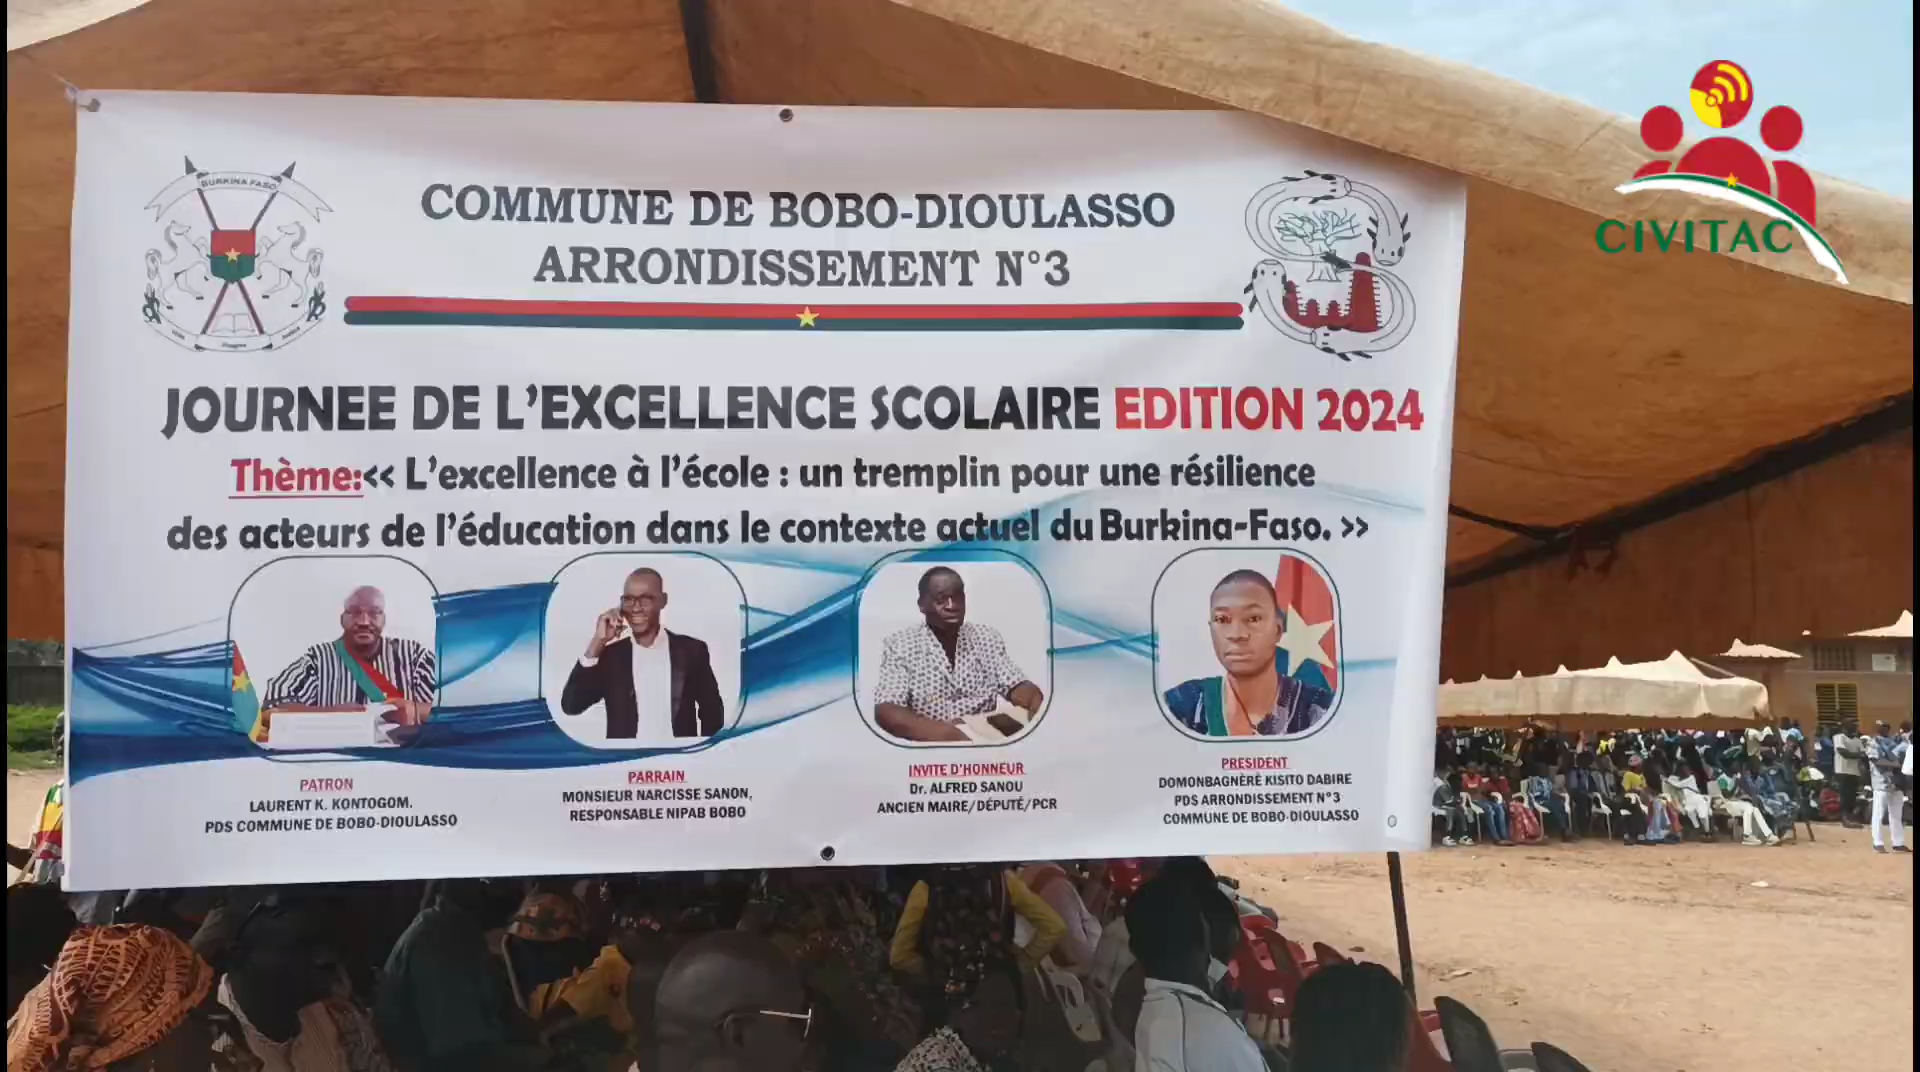 CIVITAC
BURKINA FASO
COMMUNE DE BOBO-DIOULASSO
ARRONDISSEMENT N°3
JOURNEE DE L'EXCELLENCE SCOLAIRE EDITION 2024
Thème:<< L'excellence à l'école : un tremplin pour une résilience
des acteurs de l'éducation dans le contexte actuel du Burkina-Faso. >>
PATRON
LAURENT K. KONTOGOM.
PDS COMMUNE DE BOBO-DIOULASSO
PARRAIN
MONSIEUR NARCISSE SANON,
RESPONSABLE NIPAB BOBO
INVITE D'HONNEUR
Dr. ALFRED SANOU
ANCIEN MAIRE/DÉPUTÉ/PCR
PRESIDENT
DOMONBAGNÈRÈ KISITO DABIRE
PDS ARRONDISSEMENT N°3
COMMUNE DE BOBO-DIOULASSO